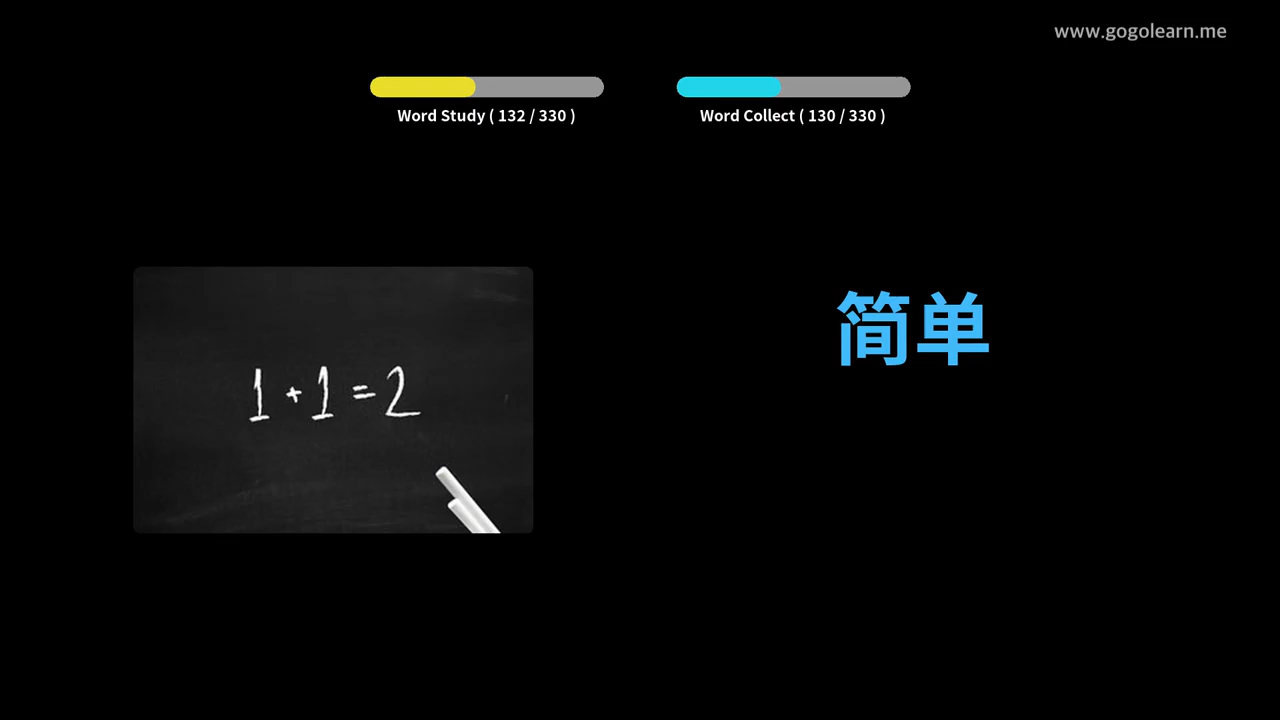 www.gogolearn.me
Word Study ( 132 / 330 )
Word Collect ( 130 / 330 )
简单
1 + 1 = 2